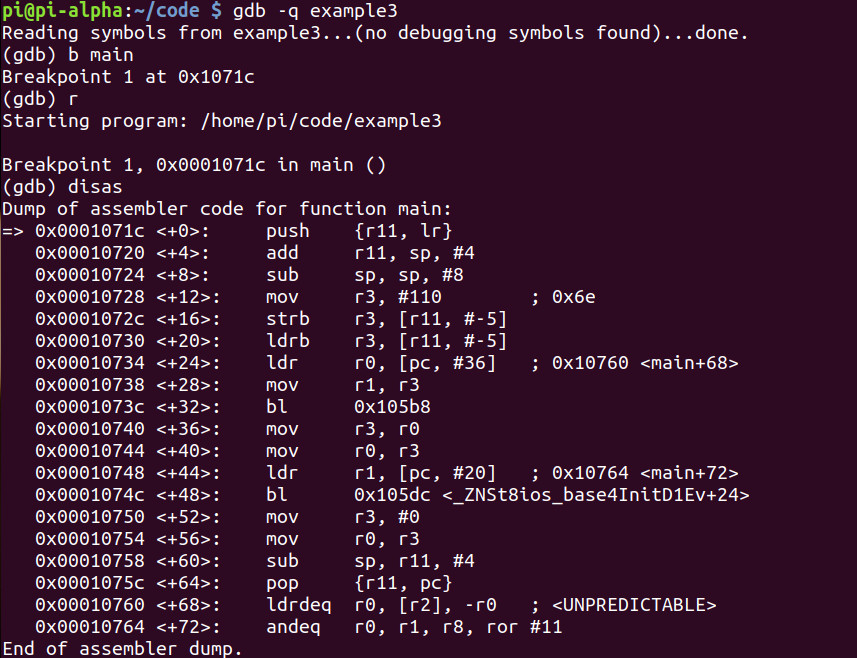 pi@pi-alpha:~/code $ gdb -q example3
Reading symbols from example3...(no debugging symbols found)...done.
(gdb) b main
Breakpoint 1 at 0x1071c
(gdb) r
Starting program: /home/pi/code/example3

Breakpoint 1, 0x0001071c in main ()
(gdb) disas
Dump of assembler code for function main:
=> 0x0001071c <+0>:     push    {r11, lr}
   0x00010720 <+4>:     add     r11, sp, #4
   0x00010724 <+8>:     sub     sp, sp, #8
   0x00010728 <+12>:    mov     r3, #110        ; 0x6e
   0x0001072c <+16>:    strb    r3, [r11, #-5]
   0x00010730 <+20>:    ldrb    r3, [r11, #-5]
   0x00010734 <+24>:    ldr     r0, [pc, #36]   ; 0x10760 <main+68>
   0x00010738 <+28>:    mov     r1, r3
   0x0001073c <+32>:    bl      0x105b8
   0x00010740 <+36>:    mov     r3, r0
   0x00010744 <+40>:    mov     r0, r3
   0x00010748 <+44>:    ldr     r1, [pc, #20]   ; 0x10764 <main+72>
   0x0001074c <+48>:    bl      0x105dc <_ZNSt8ios_base4InitD1Ev+24>
   0x00010750 <+52>:    mov     r3, #0
   0x00010754 <+56>:    mov     r0, r3
   0x00010758 <+60>:    sub     sp, r11, #4
   0x0001075c <+64>:    pop     {r11, pc}
   0x00010760 <+68>:    ldrdeq  r0, [r2], -r0   ; <UNPREDICTABLE>
   0x00010764 <+72>:    andeq   r0, r1, r8, ror #11
End of assembler dump.